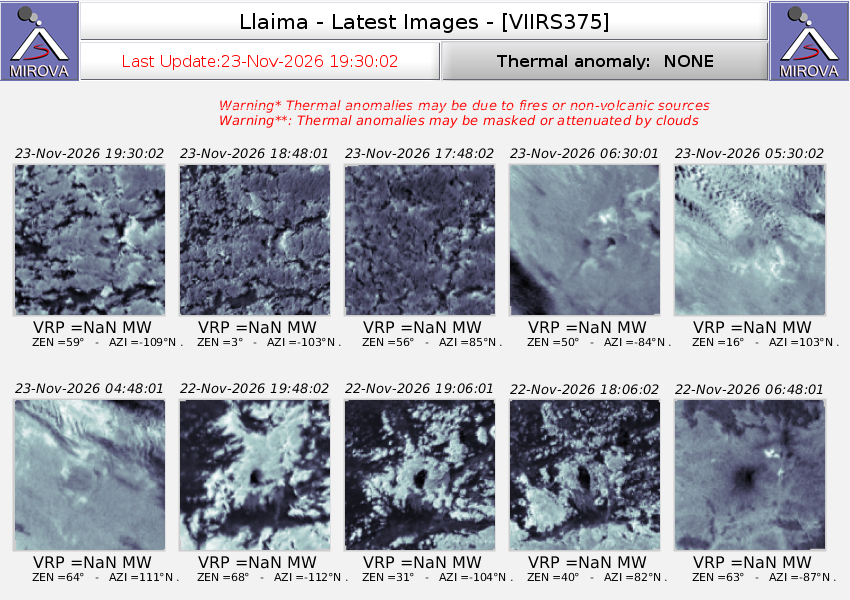 Llaima - Latest Images - [VIIRS375]
MIROVA
Last Update:23-Nov-2026 19:30:02
Thermal anomaly: NONE
MIROVA
Warning* Thermal anomalies may be due to fires or non-volcanic sources
Warning**: Thermal anomalies may be masked or attenuated by clouds
23-Nov-2026 19:30:02 23-Nov-2026 18:48:01 23-Nov-2026 17:48:02 23-Nov-2026 06:30:01 23-Nov-2026 05:30:02
VRP =NaN MW VRP =NaN MW VRP =NaN MW VRP =NaN MW VRP =NaN MW
ZEN =59° - AZI =-109°N . ZEN =3° - AZI =-103°N . ZEN =56° - AZI =85°N . ZEN =50° - AZI =-84°N . ZEN =16° - AZI =103°N .
23-Nov-2026 04:48:01 22-Nov-2026 19:48:02 22-Nov-2026 19:06:01 22-Nov-2026 18:06:02 22-Nov-2026 06:48:01
VRP =NaN MW VRP =NaN MW VRP =NaN MW VRP =NaN MW VRP =NaN MW
ZEN =64° - AZI =111°N . ZEN =68° - AZI =-112°N . ZEN =31° - AZI =-104°N . ZEN =40° - AZI =82°N . ZEN =63° - AZI =-87°N .